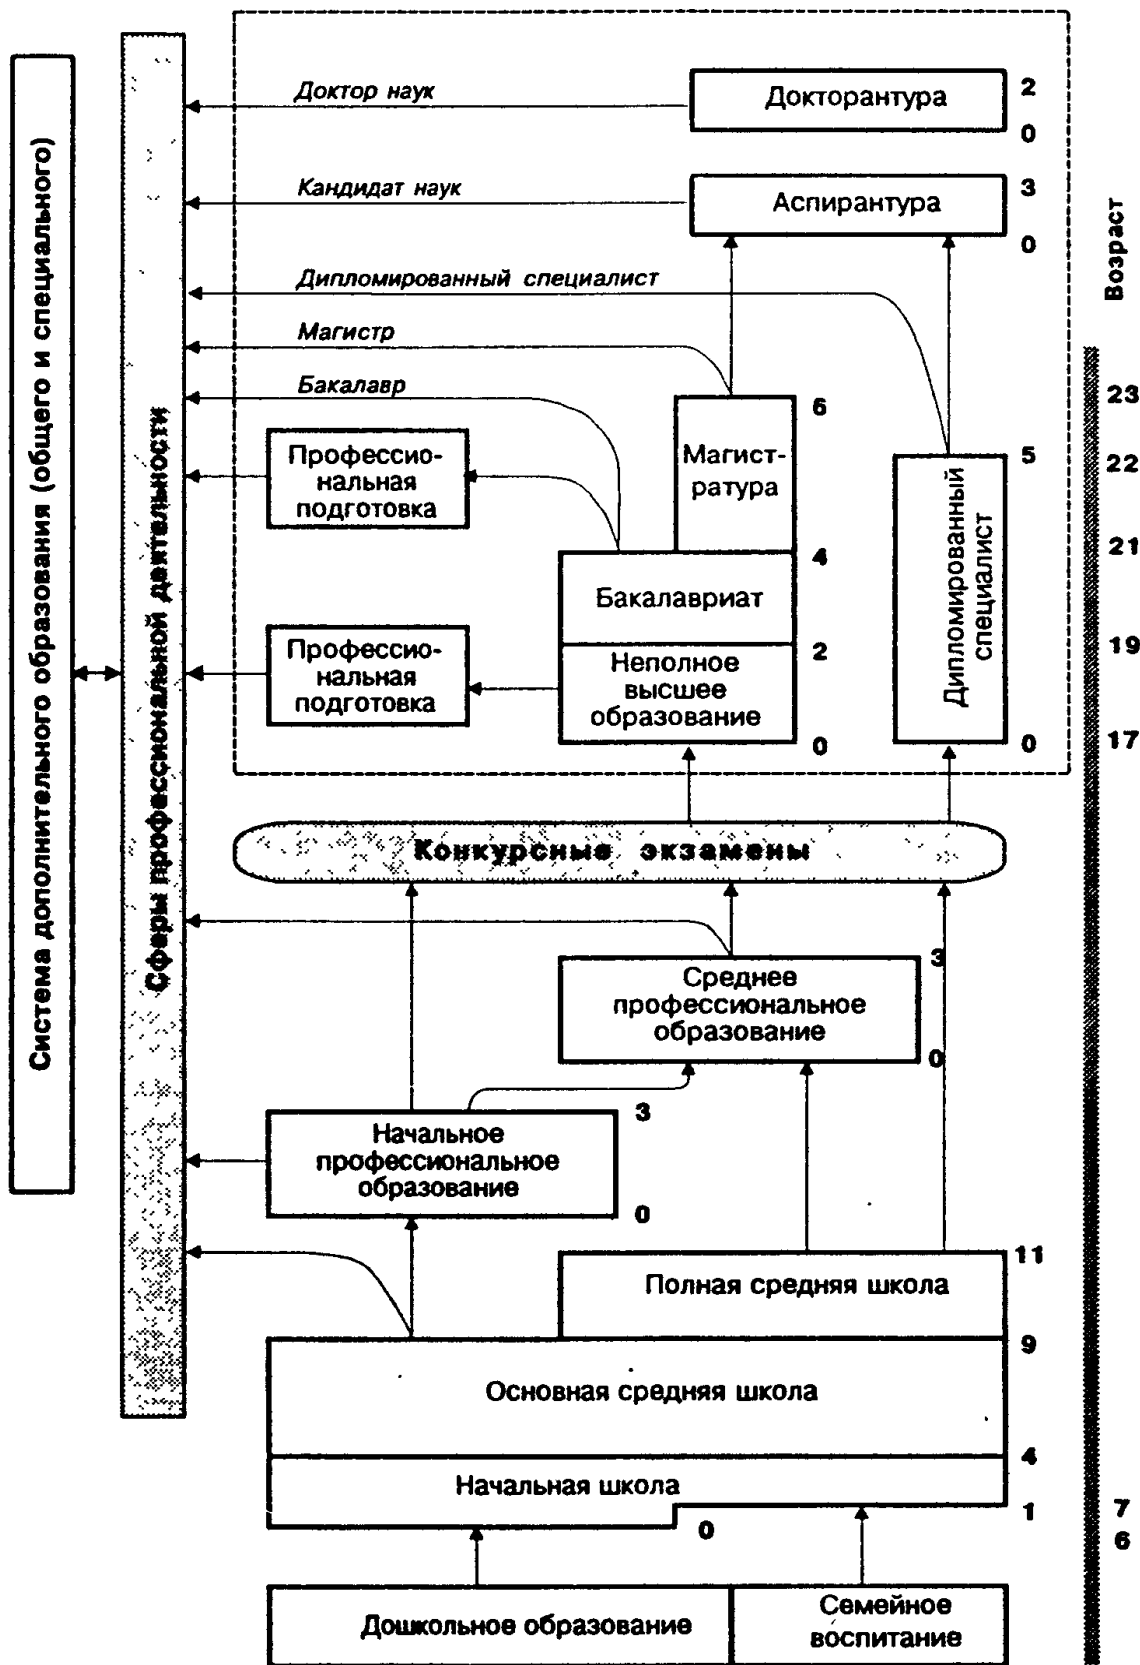 Система дополнительного образования (общего и специального)
Сферы профессиональной деятельности
Доктор наук
Докторантура
2
0
Кандидат наук
Аспирантура
3
0
Возраст
Дипломированный специалист
Магистр
Бакалавр
6
23
Профессио-
нальная
подготовка
Магист-
ратура
5
22
Дипломированный
специалист
4
21
Бакалавриат
2
19
Профессио-
нальная
подготовка
Неполное
высшее
образование
0
0
17
Конкурсные экзамены
3
Среднее
профессиональное
образование
0
3
Начальное
профессиональное
образование
0
11
Полная средняя школа
9
Основная средняя школа
4
Начальная школа
1
7
0
6
Дошкольное образование
Семейное
воспитание